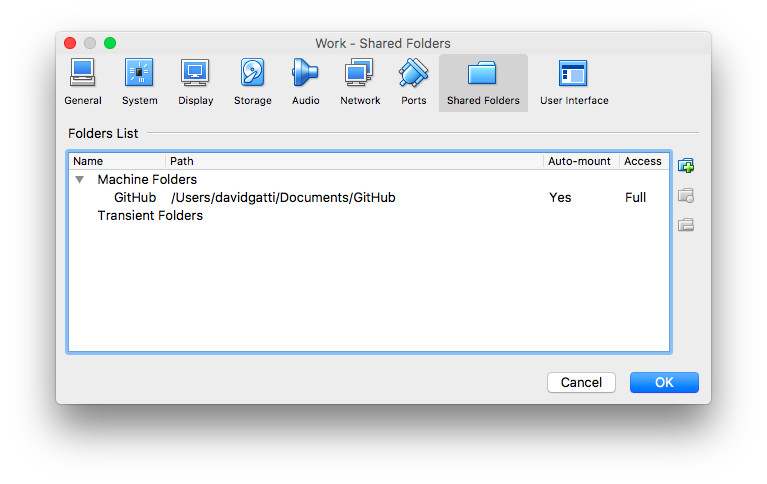 Work - Shared Folders
General System Display Storage Audio Network Ports Shared Folders User Interface
Folders List
Name Path Auto-mount Access
Machine Folders
GitHub /Users/davidgatti/Documents/GitHub Yes Full
Transient Folders
Cancel OK